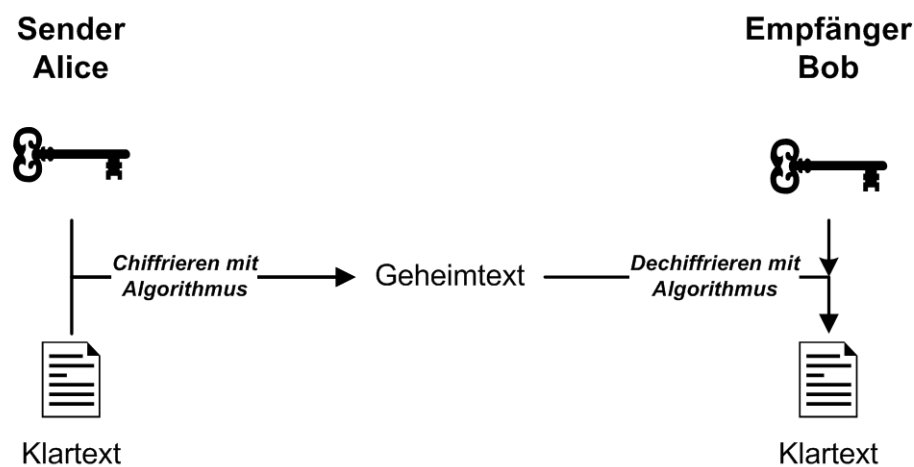 Sender
Alice
Empfänger
Bob
Chiffrieren mit
Algorithmus
Geheimtext
Dechiffrieren mit
Algorithmus
Klartext
Klartext